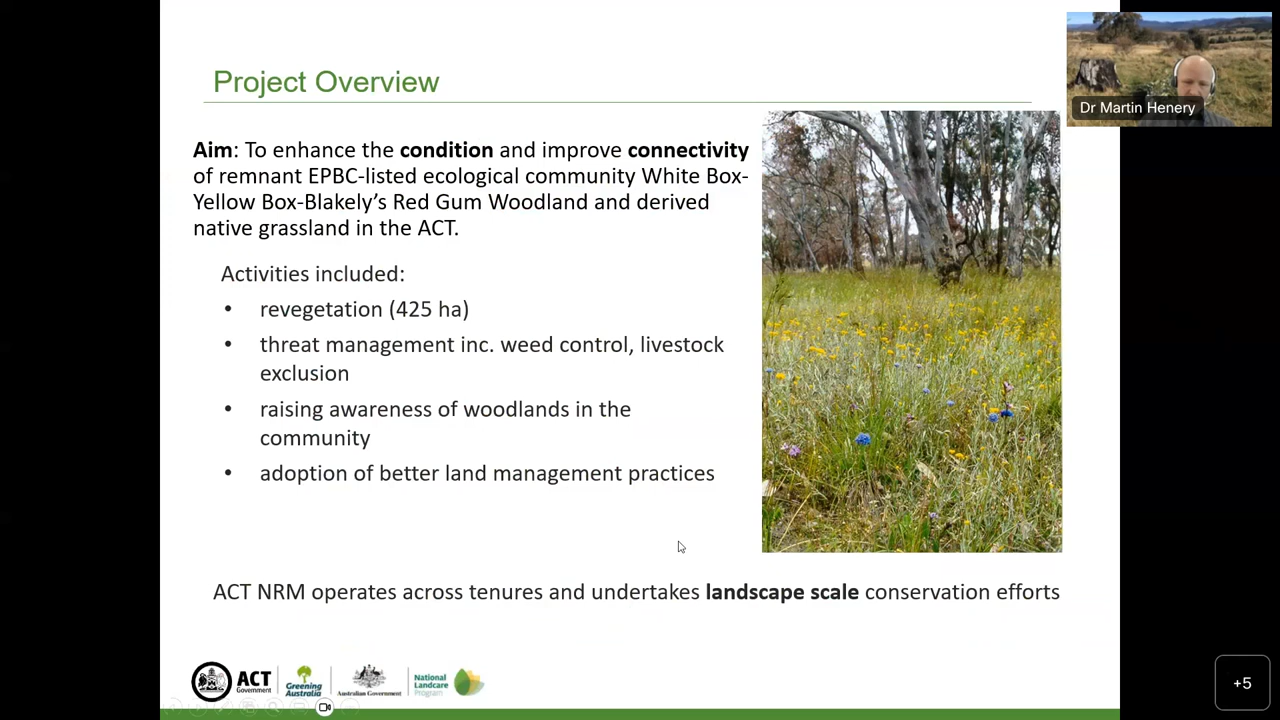 Project Overview
Dr Martin Henery
Aim: To enhance the condition and improve connectivity
of remnant EPBC-listed ecological community White Box-
Yellow Box-Blakely’s Red Gum Woodland and derived
native grassland in the ACT.
Activities included:
• revegetation (425 ha)
• threat management inc. weed control, livestock
exclusion
• raising awareness of woodlands in the
community
• adoption of better land management practices
ACT NRM operates across tenures and undertakes landscape scale conservation efforts
ACT
Government
Greening
Australia
Australian Government
National
Landcare
Program
+5